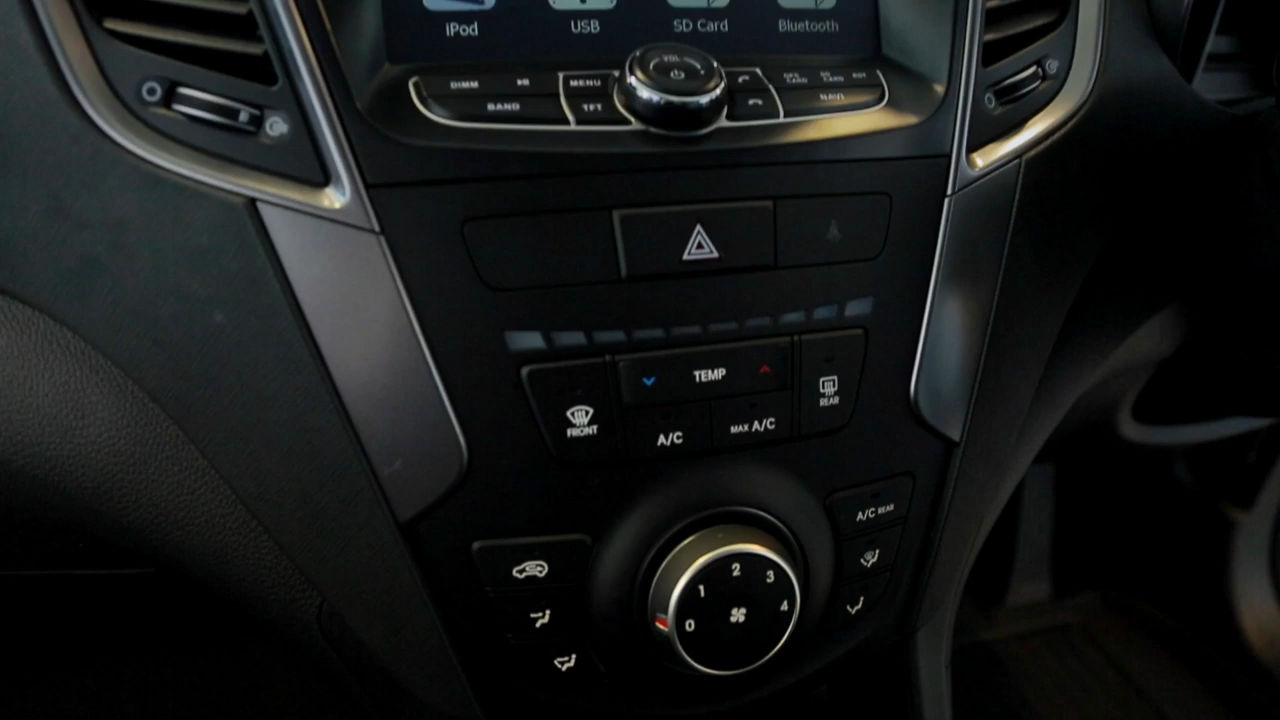 iPod USB SD Card Bluetooth
VOL
DIMM MENU
BAND TFT NAVI
TEMP
FRONT REAR
A/C MAX A/C
A/C REAR
0 1 2 3 4